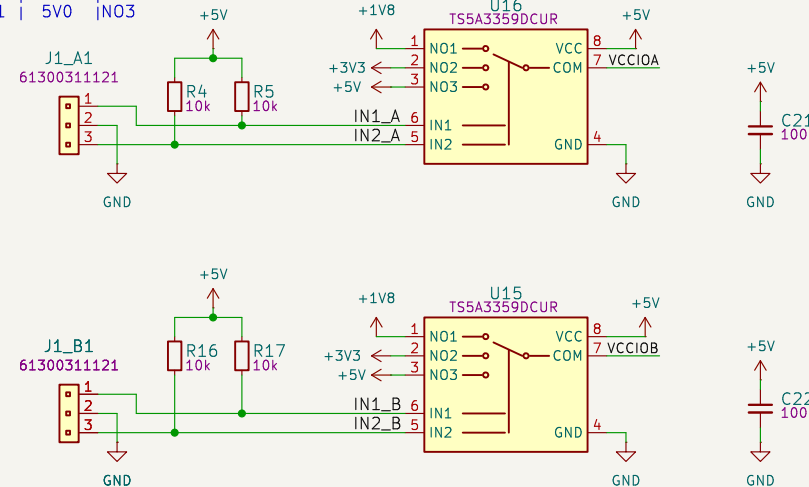 1 | 5V0 |NO3
+5V
+1V8
U16
TS5A3359DCUR
+5V
J1_A1
61300311121
1 NO1 VCC 8
+3V3 2 NO2 COM 7 VCCIOA
+5V 3 NO3
+5V
R4
10k
R5
10k
1
2
3
IN1_A 6 IN1
IN2_A 5 IN2 GND 4
C21
100
GND
GND
GND
+5V
+1V8
U15
TS5A3359DCUR
+5V
J1_B1
61300311121
1 NO1 VCC 8
+3V3 2 NO2 COM 7 VCCIOB
+5V 3 NO3
+5V
R16
10k
R17
10k
1
2
3
IN1_B 6 IN1
IN2_B 5 IN2 GND 4
C22
100
GND
GND
GND